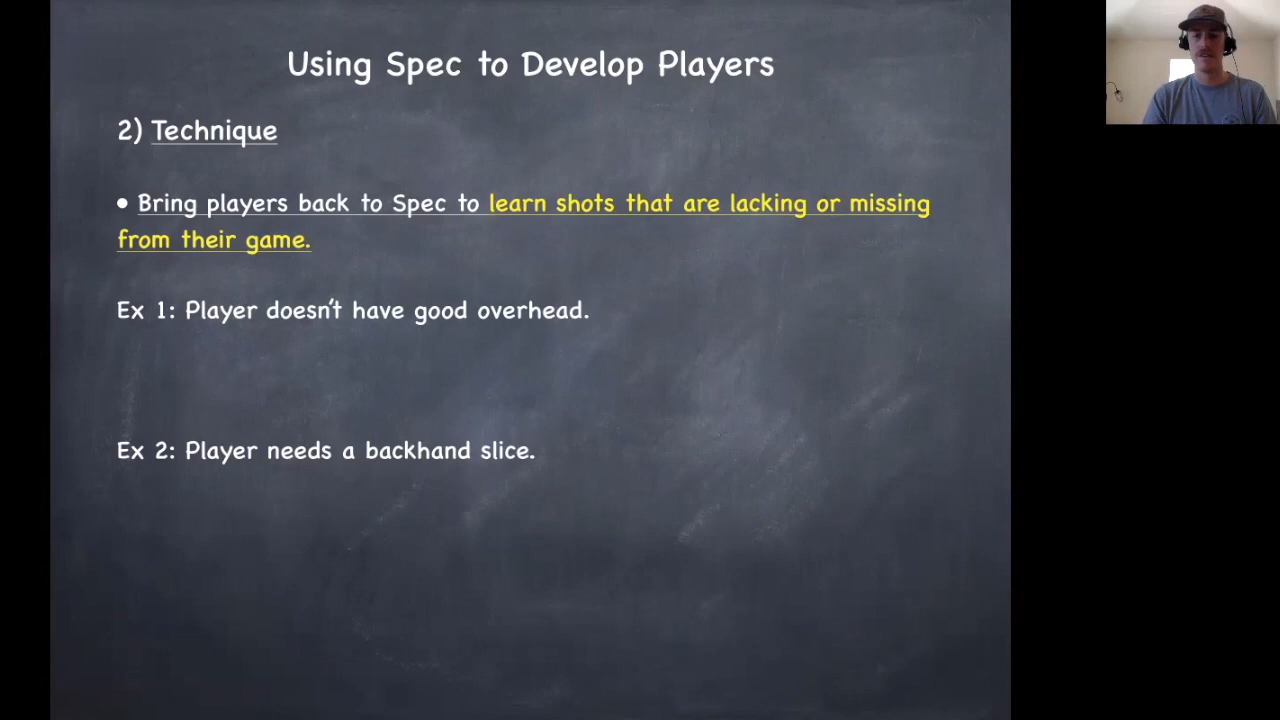 Using Spec to Develop Players
2) Technique
• Bring players back to Spec to learn shots that are lacking or missing
from their game.
Ex 1: Player doesn't have good overhead.
Ex 2: Player needs a backhand slice.